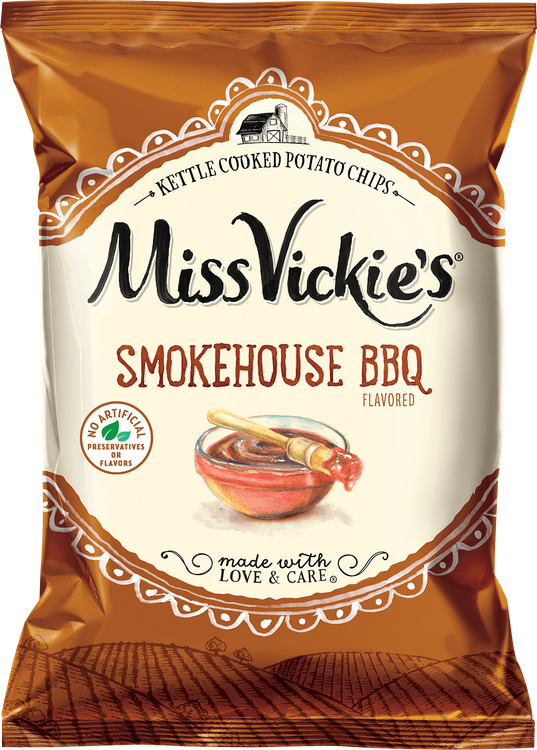 KETTLE COOKED POTATO CHIPS
Miss Vickie's®
SMOKEHOUSE BBQ
FLAVORED
NO ARTIFICIAL
PRESERVATIVES
OR
FLAVORS
made with
LOVE & CARE®